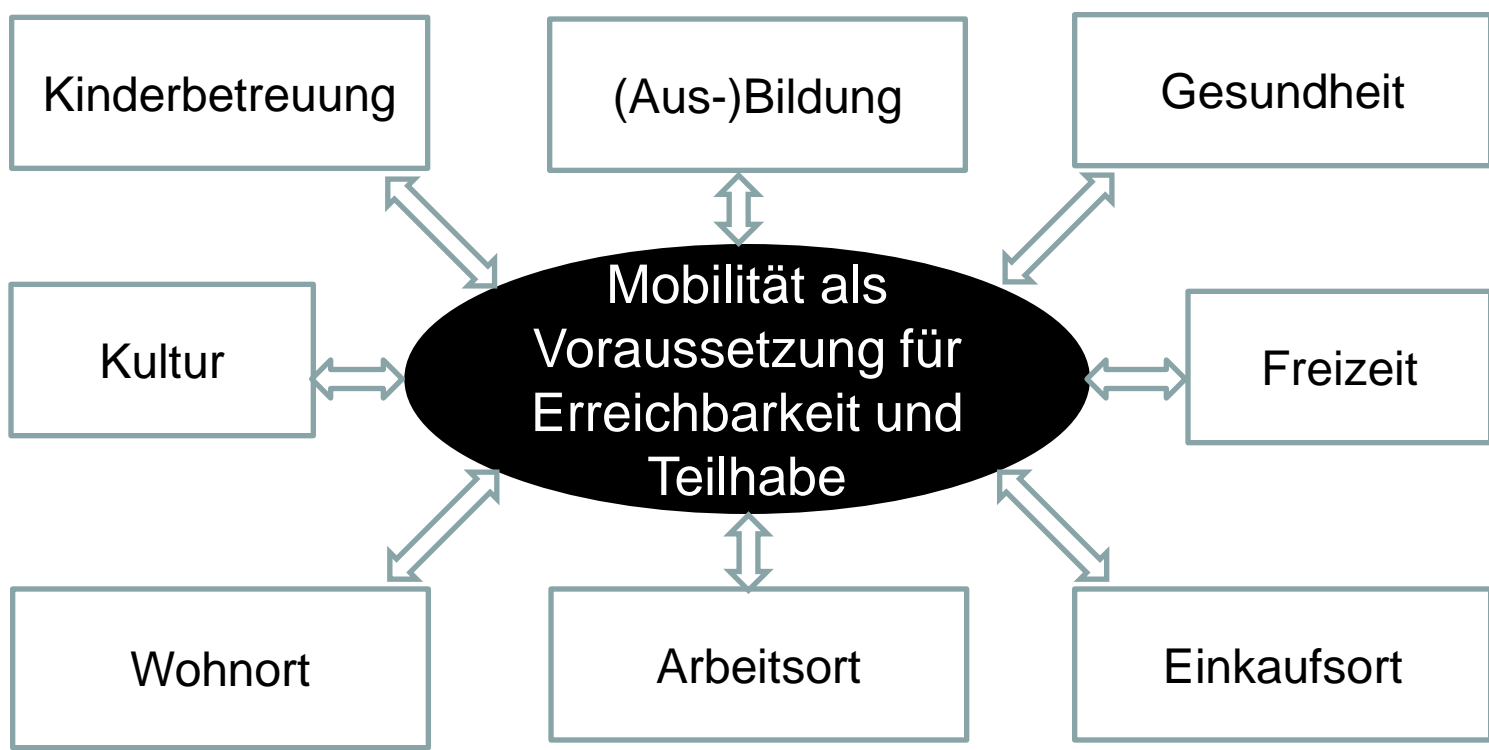 Kinderbetreuung
(Aus-)Bildung
Gesundheit
Kultur
Mobilität als
Voraussetzung für
Erreichbarkeit und
Teilhabe
Freizeit
Wohnort
Arbeitsort
Einkaufsort